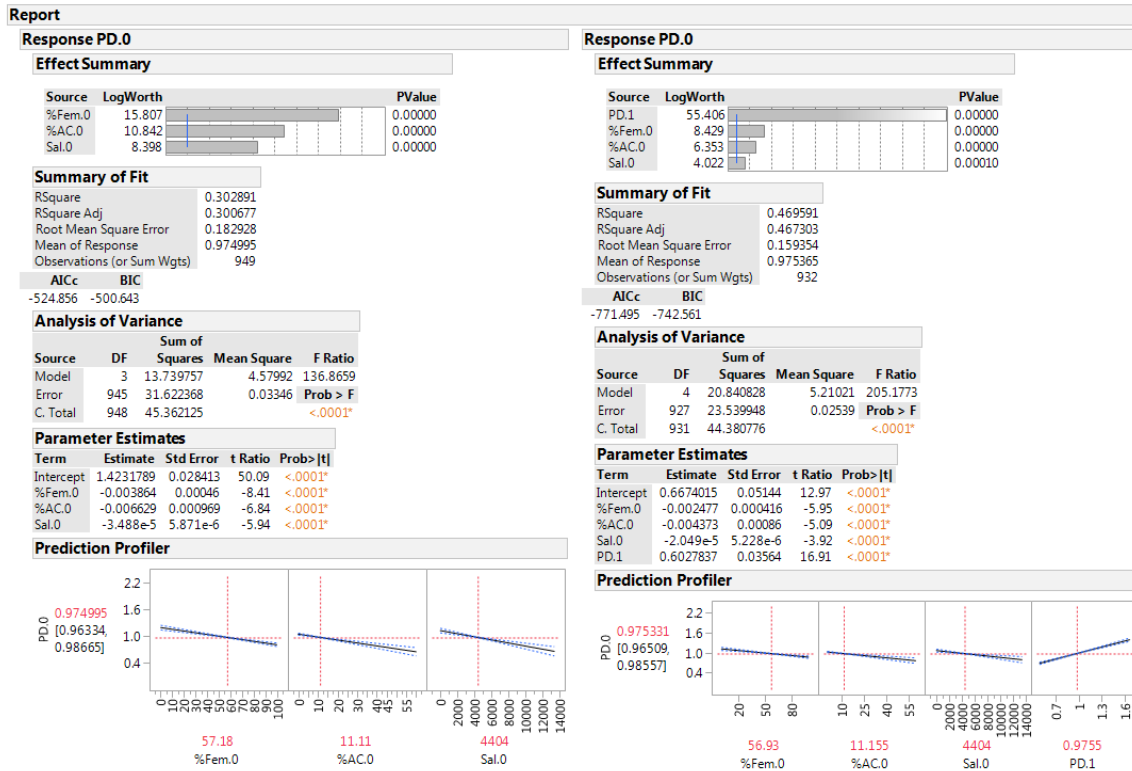 Report
Response PD.0
Effect Summary
Source LogWorth PValue
%Fem.0 15.807 0.00000
%AC.0 10.842 0.00000
Sal.0 8.398 0.00000
Summary of Fit
RSquare 0.302891
RSquare Adj 0.300677
Root Mean Square Error 0.182928
Mean of Response 0.974995
Observations (or Sum Wgts) 949
AICc BIC
-524.856 -500.643
Analysis of Variance
Sum of
Source DF Squares Mean Square F Ratio
Model 3 13.739757 4.57992 136.8659
Error 945 31.622368 0.03346 Prob > F
C. Total 948 45.362125 <.0001*
Parameter Estimates
Term Estimate Std Error t Ratio Prob>|t|
Intercept 1.4231789 0.028413 50.09 <.0001*
%Fem.0 -0.003864 0.00046 -8.41 <.0001*
%AC.0 -0.006629 0.000969 -6.84 <.0001*
Sal.0 -3.488e-5 5.871e-6 -5.94 <.0001*
Prediction Profiler
PD.0
0.974995
[0.96334,
0.98665]
2.2
1.6
1.0
0.4
0 10 20 30 40 50 60 70 80 90 100
0 10 20 30 45 55
0 2000 4000 6000 8000 10000 12000 14000
57.18 11.11 4404
%Fem.0 %AC.0 Sal.0
Response PD.0
Effect Summary
Source LogWorth PValue
PD.1 55.406 0.00000
%Fem.0 8.429 0.00000
%AC.0 6.353 0.00000
Sal.0 4.022 0.00010
Summary of Fit
RSquare 0.469591
RSquare Adj 0.467303
Root Mean Square Error 0.159354
Mean of Response 0.975365
Observations (or Sum Wgts) 932
AICc BIC
-771.495 -742.561
Analysis of Variance
Sum of
Source DF Squares Mean Square F Ratio
Model 4 20.840828 5.21021 205.1773
Error 927 23.539948 0.02539 Prob > F
C. Total 931 44.380776 <.0001*
Parameter Estimates
Term Estimate Std Error t Ratio Prob>|t|
Intercept 0.6674015 0.05144 12.97 <.0001*
%Fem.0 -0.002477 0.000416 -5.95 <.0001*
%AC.0 -0.004373 0.00086 -5.09 <.0001*
Sal.0 -2.049e-5 5.228e-6 -3.92 <.0001*
PD.1 0.6027837 0.03564 16.91 <.0001*
Prediction Profiler
PD.0
0.975331
[0.96509,
0.98557]
2.2
1.6
1.0
0.4
20 50 80
10 25 40 55
0 2000 4000 6000 8000 10000 12000 14000
0.7 1 1.3 1.6
56.93 11.155 4404 0.9755
%Fem.0 %AC.0 Sal.0 PD.1